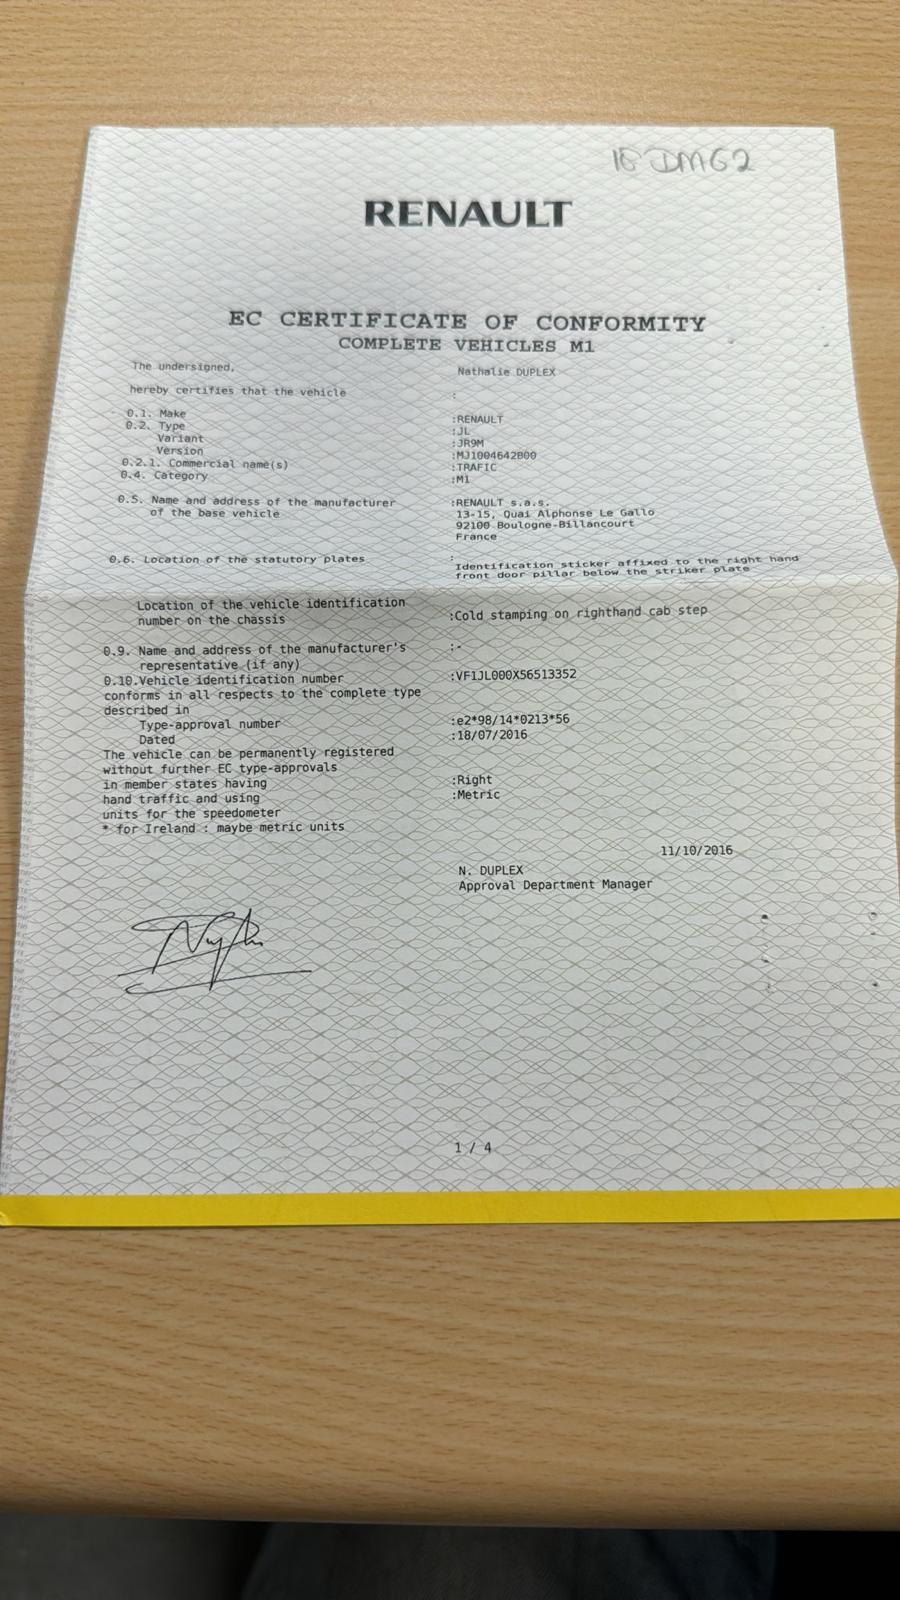 18 DMG2
RENAULT
EC CERTIFICATE OF CONFORMITY
COMPLETE VEHICLES M1
The undersigned, Nathalie DUPLEX
hereby certifies that the vehicle :
0.1. Make :RENAULT
0.2. Type :JL
Variant :JR9M
Version :MJ1004642B00
0.2.1. Commercial name(s) :TRAFIC
0.4. Category :M1
0.5. Name and address of the manufacturer :RENAULT s.a.s.
of the base vehicle 13-15, Quai Alphonse Le Gallo
92100 Boulogne-Billancourt
France
0.6. Location of the statutory plates :
Identification sticker affixed to the right hand
front door pillar below the striker plate
Location of the vehicle identification
number on the chassis :Cold stamping on righthand cab step
0.9. Name and address of the manufacturer's :-
representative (if any)
0.10.Vehicle identification number :VF1JL000X56513352
conforms in all respects to the complete type
described in
Type-approval number :e2*98/14*0213*56
Dated :18/07/2016
The vehicle can be permanently registered
without further EC type-approvals
in member states having :Right
hand traffic and using :Metric
units for the speedometer
* for Ireland : maybe metric units
11/10/2016
N. DUPLEX
Approval Department Manager
1 / 4